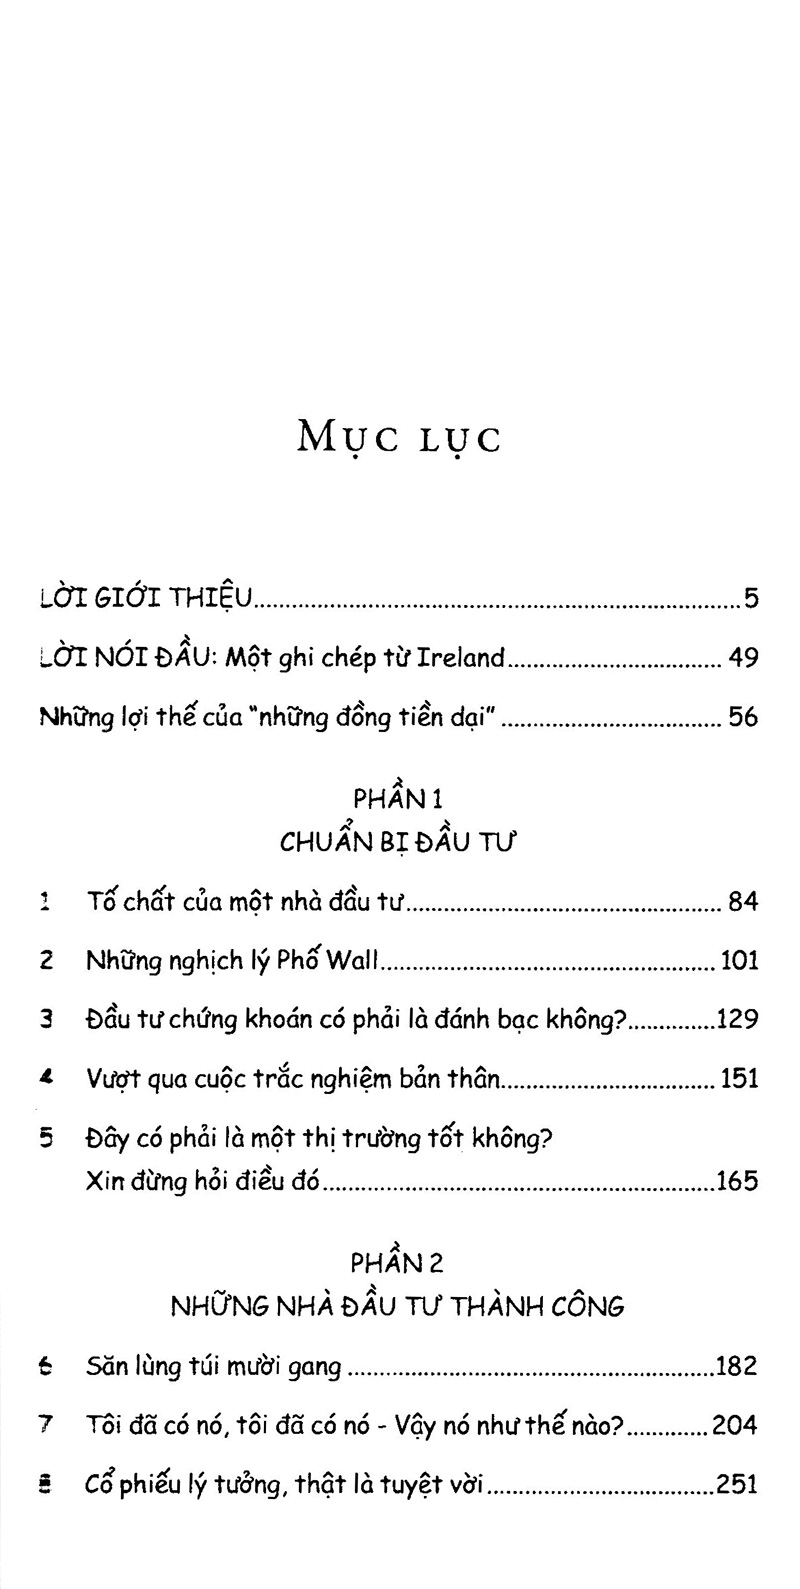 Mục lục
LỜI GIỚI THIỆU........................................5
LỜI NÓI ĐẦU: Một ghi chép từ Ireland.................. 49
Những lợi thế của "những đồng tiền dại" .................. 56
PHẦN 1
CHUẨN BỊ ĐẦU TƯ
1 Tố chất của một nhà đầu tư.................. 84
2 Những nghịch lý Phố Wall.................. 101
3 Đầu tư chứng khoán có phải là đánh bạc không?..............129
4 Vượt qua cuộc trắc nghiệm bản thân.................. 151
5 Đây có phải là một thị trường tốt không?
Xin đừng hỏi điều đó..................165
PHẦN 2
NHỮNG NHÀ ĐẦU TƯ THÀNH CÔNG
6 Săn lùng túi mười gang ..................182
7 Tôi đã có nó, tôi đã có nó - Vậy nó như thế nào?.............204
8 Cổ phiếu lý tưởng, thật là tuyệt vời..................251